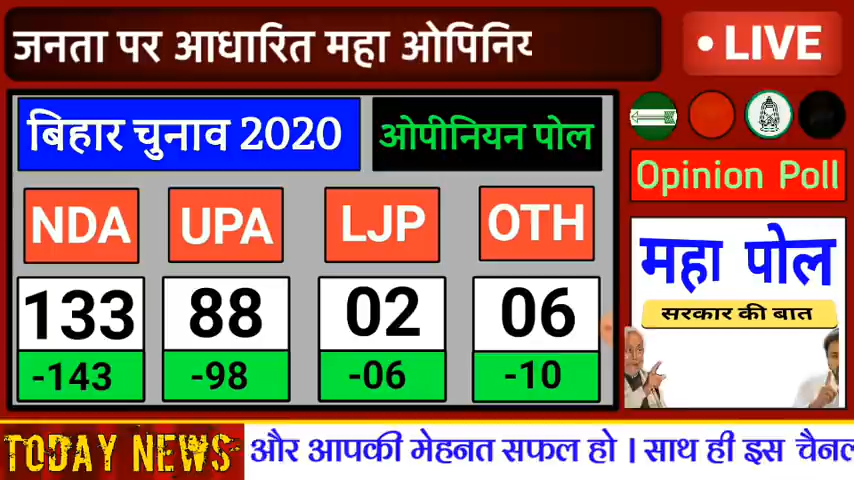 जनता पर आधारित महा ओपिनिय
• LIVE
बिहार चुनाव 2020
ओपीनियन पोल
Opinion Poll
NDA UPA LJP OTH
133 88 02 06
-143 -98 -06 -10
महा पोल
सरकार की बात
TODAY NEWS
और आपकी मेहनत सफल हो । साथ ही इस चैनल